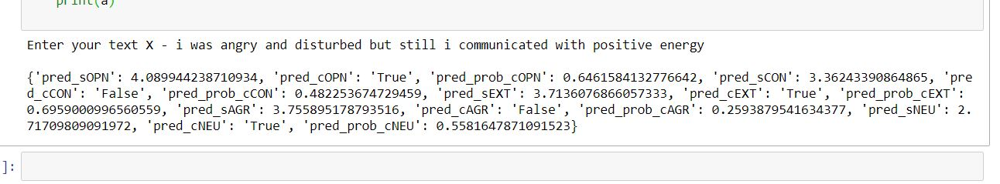 print(a)
Enter your text X - i was angry and disturbed but still i communicated with positive energy
{'pred_sOPN': 4.089944238710934, 'pred_cOPN': 'True', 'pred_prob_cOPN': 0.6461584132776642, 'pred_sCON': 3.36243390864865, 'pre
d_cCON': 'False', 'pred_prob_cCON': 0.482253674729459, 'pred_sEXT': 3.7136076866057333, 'pred_cEXT': 'True', 'pred_prob_cEXT':
0.6959000996560559, 'pred_sAGR': 3.755895178793516, 'pred_cAGR': 'False', 'pred_prob_cAGR': 0.2593879541634377, 'pred_sNEU': 2.
71709809091972, 'pred_cNEU': 'True', 'pred_prob_cNEU': 0.5581647871091523}
]: